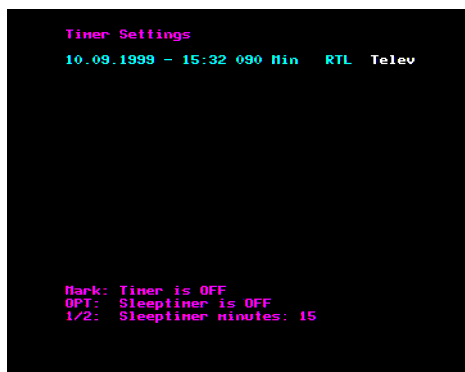 Timer Settings
10.09.1999 - 15:32 090 Min RTL Telev
Mark: Timer is OFF
OPT: Sleeptimer is OFF
1/2: Sleeptimer minutes: 15